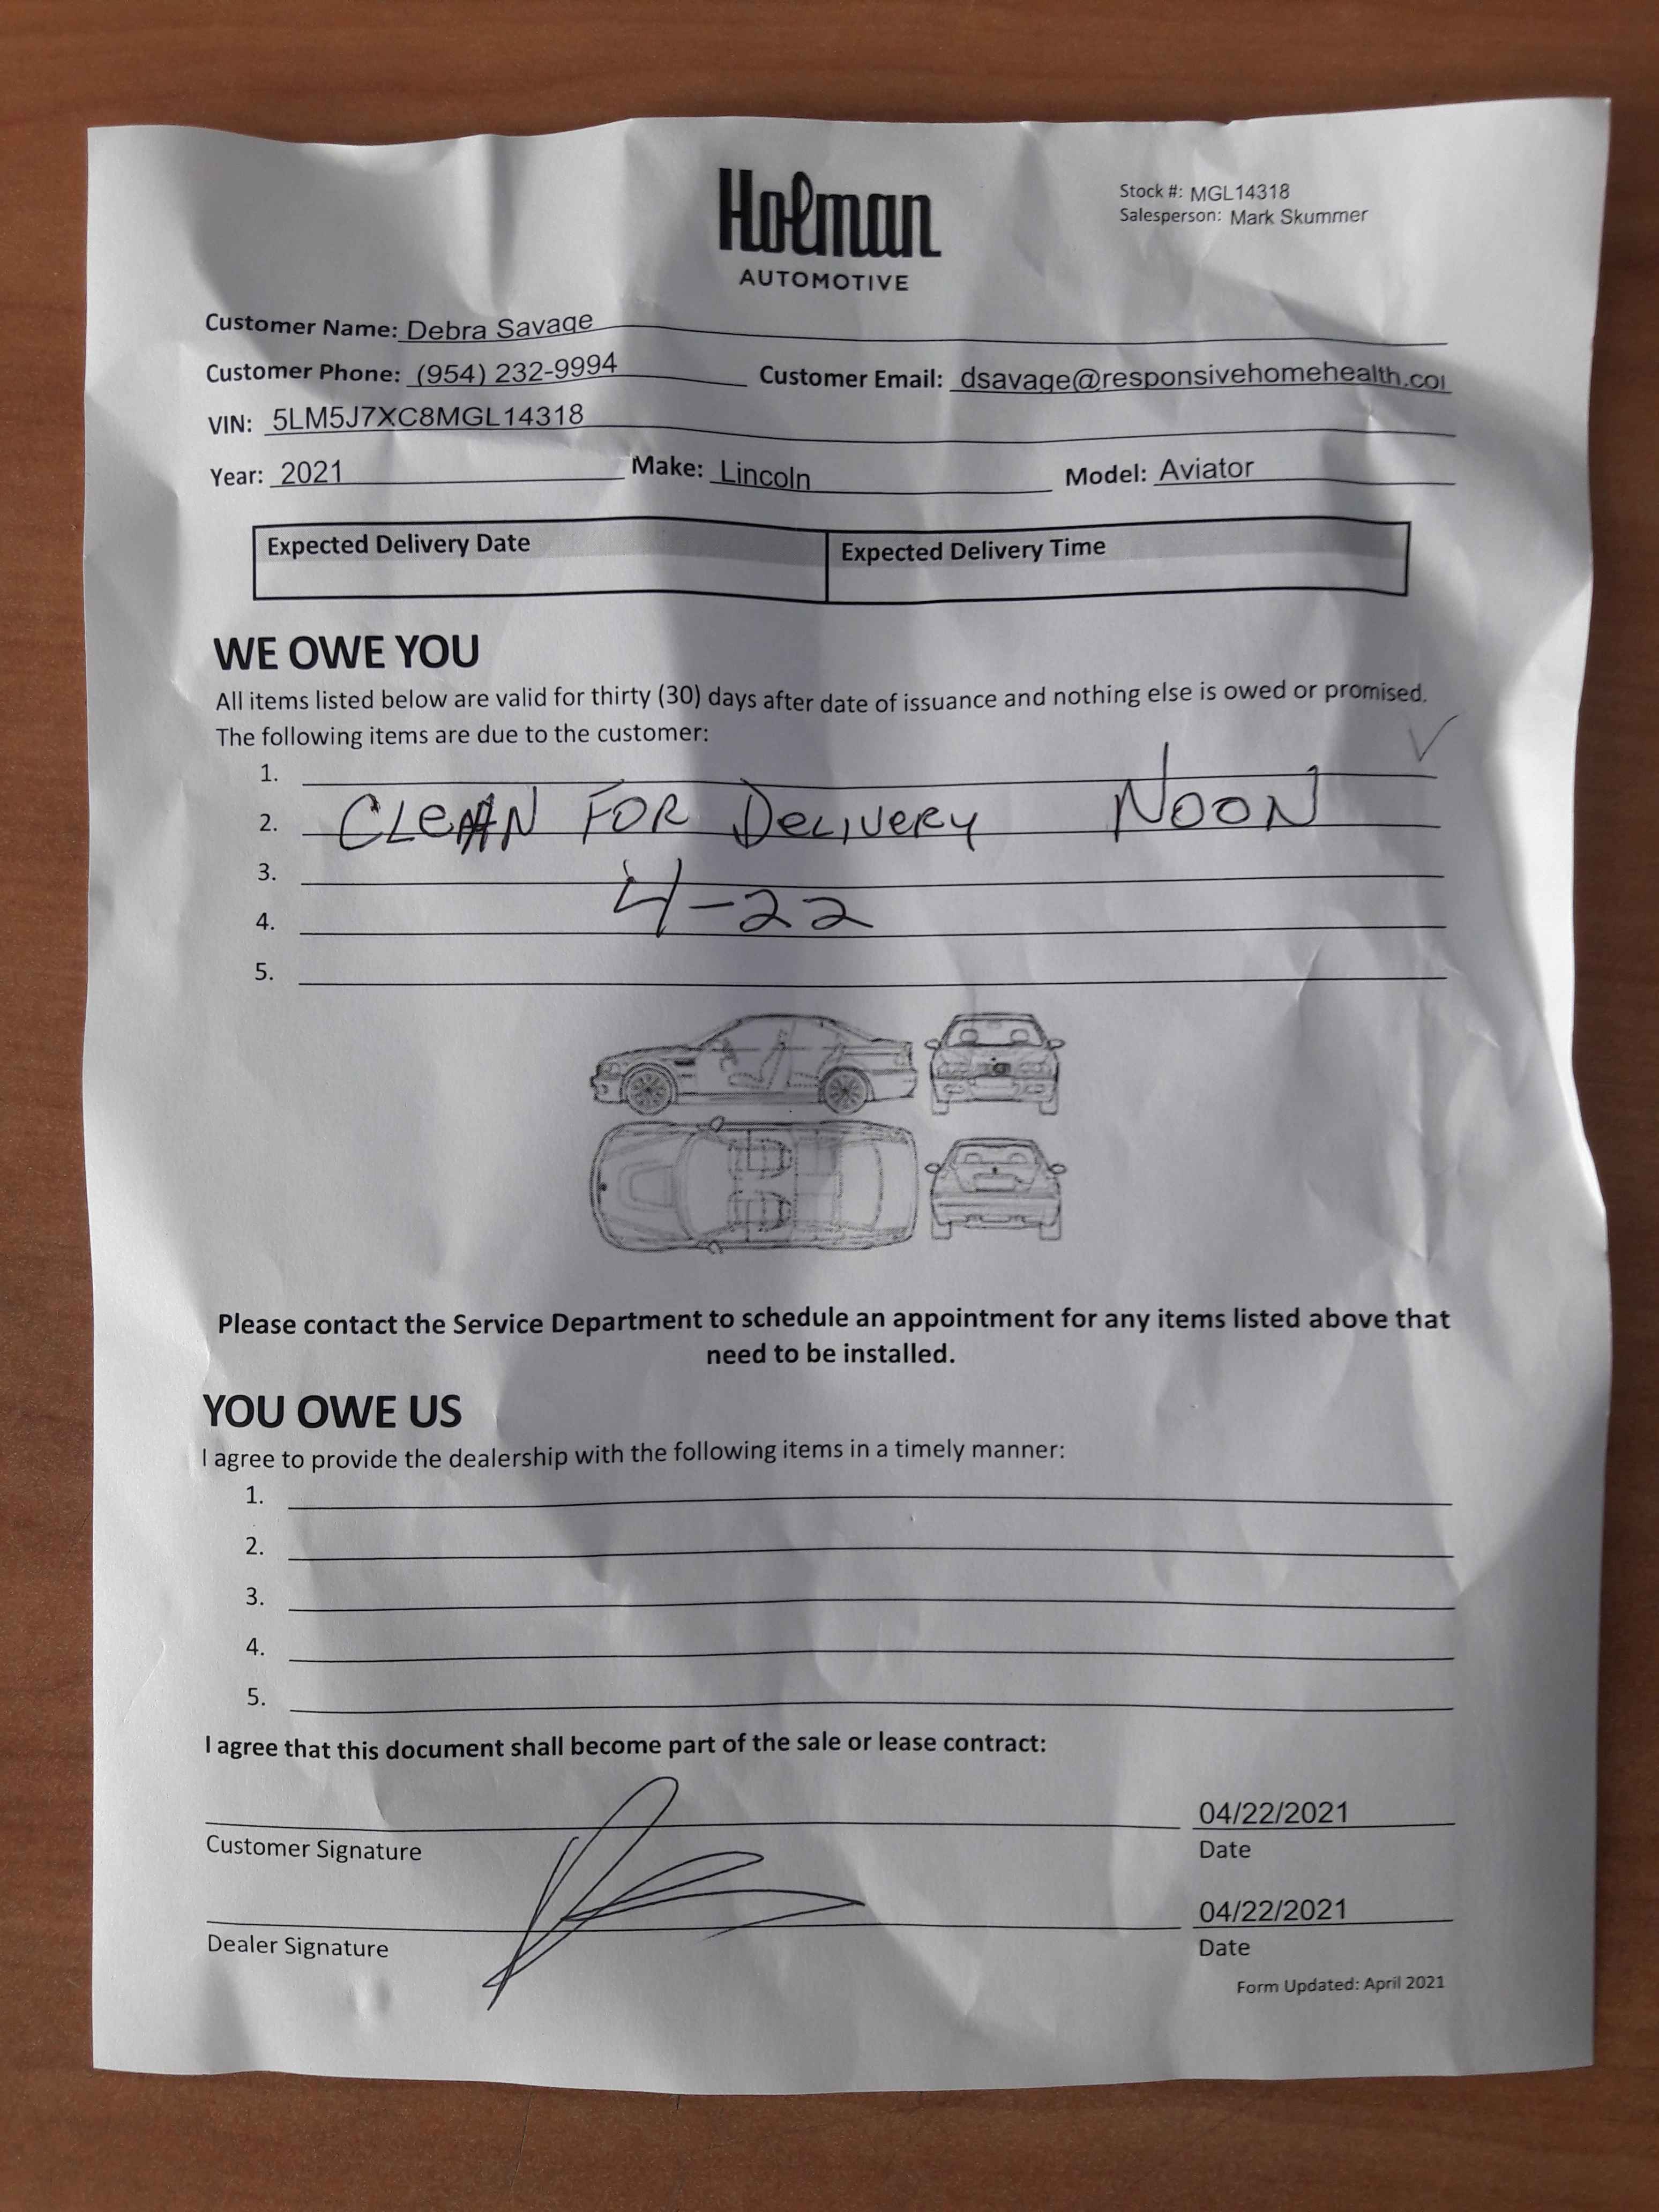 Holman
AUTOMOTIVE
Stock #: MGL14318
Salesperson: Mark Skummer
Customer Name: Debra Savage
Customer Phone: (954) 232-9994 Customer Email: dsavage@responsivehomehealth.co
VIN: 5LM5J7XC8MGL14318
Year: 2021 Make: Lincoln Model: Aviator
Expected Delivery Date Expected Delivery Time
WE OWE YOU
All items listed below are valid for thirty (30) days after date of issuance and nothing else is owed or promised.
The following items are due to the customer:
1.
2. CLEAN FOR DELIVERY NOON
3.
4-22
4.
5.
Please contact the Service Department to schedule an appointment for any items listed above that
need to be installed.
YOU OWE US
I agree to provide the dealership with the following items in a timely manner:
1.
2.
3.
4.
5.
I agree that this document shall become part of the sale or lease contract:
04/22/2021
Customer Signature Date
04/22/2021
Dealer Signature Date
Form Updated: April 2021